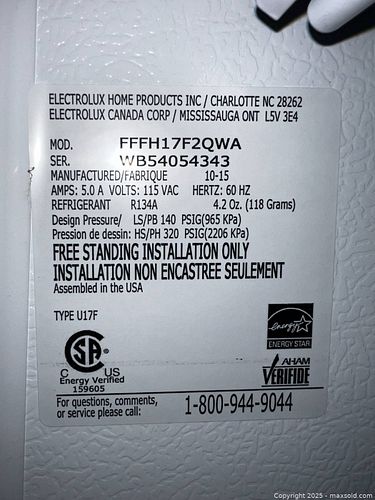 ELECTROLUX HOME PRODUCTS INC / CHARLOTTE NC 28262
ELECTROLUX CANADA CORP / MISSISSAUGA ONT L5V 3E4
MOD. FFFH17F2QWA
SER. WB54054343
MANUFACTURED/FABRIQUE 10-15
AMPS: 5.0 A VOLTS: 115 VAC HERTZ: 60 HZ
REFRIGERANT R134A 4.2 Oz. (118 Grams)
Design Pressure/ LS/PB 140 PSIG(965 KPa)
Pression de dessin: HS/PH 320 PSIG(2206 KPa)
FREE STANDING INSTALLATION ONLY
INSTALLATION NON ENCASTREE SEULEMENT
Assembled in the USA
TYPE U17F
energy
ENERGY STAR
CSA ®
C US
Energy Verified
159605
AHAM
VERIFIDE
For questions, comments,
or service please call: 1-800-944-9044
Copyright 2025 - maxsold.com